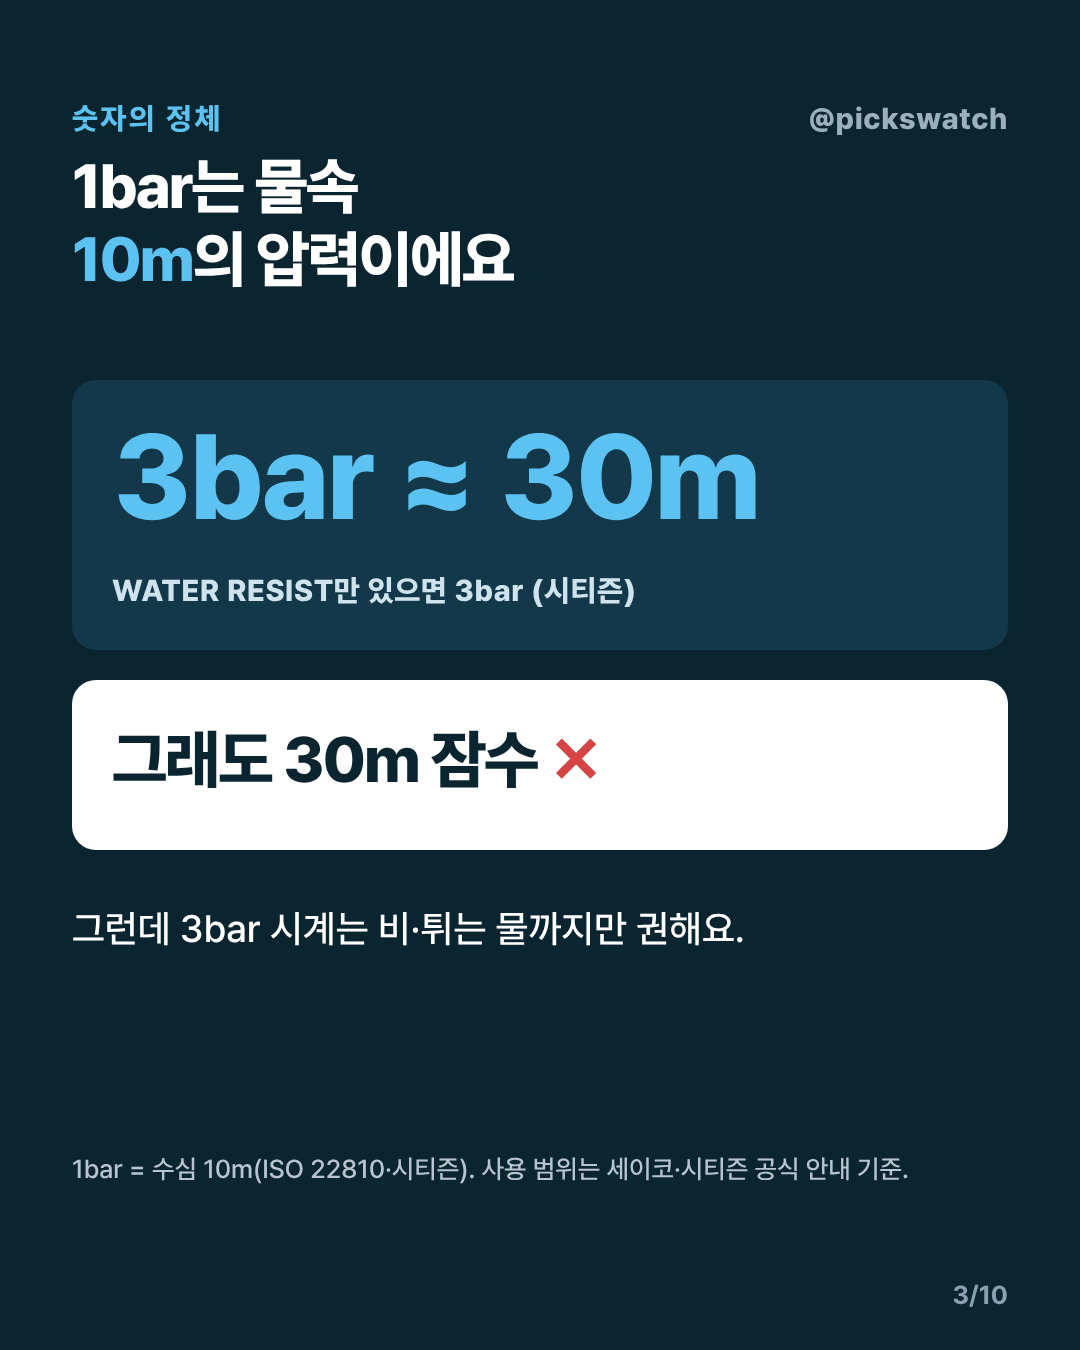 숫자의 정체
@pickswatch
1bar는 물속
10m의 압력이에요
3bar ≈ 30m
WATER RESIST만 있으면 3bar (시티즌)
그래도 30m 잠수 ✕
그런데 3bar 시계는 비·튀는 물까지만 권해요.
1bar = 수심 10m(ISO 22810·시티즌). 사용 범위는 세이코·시티즌 공식 안내 기준.
3/10